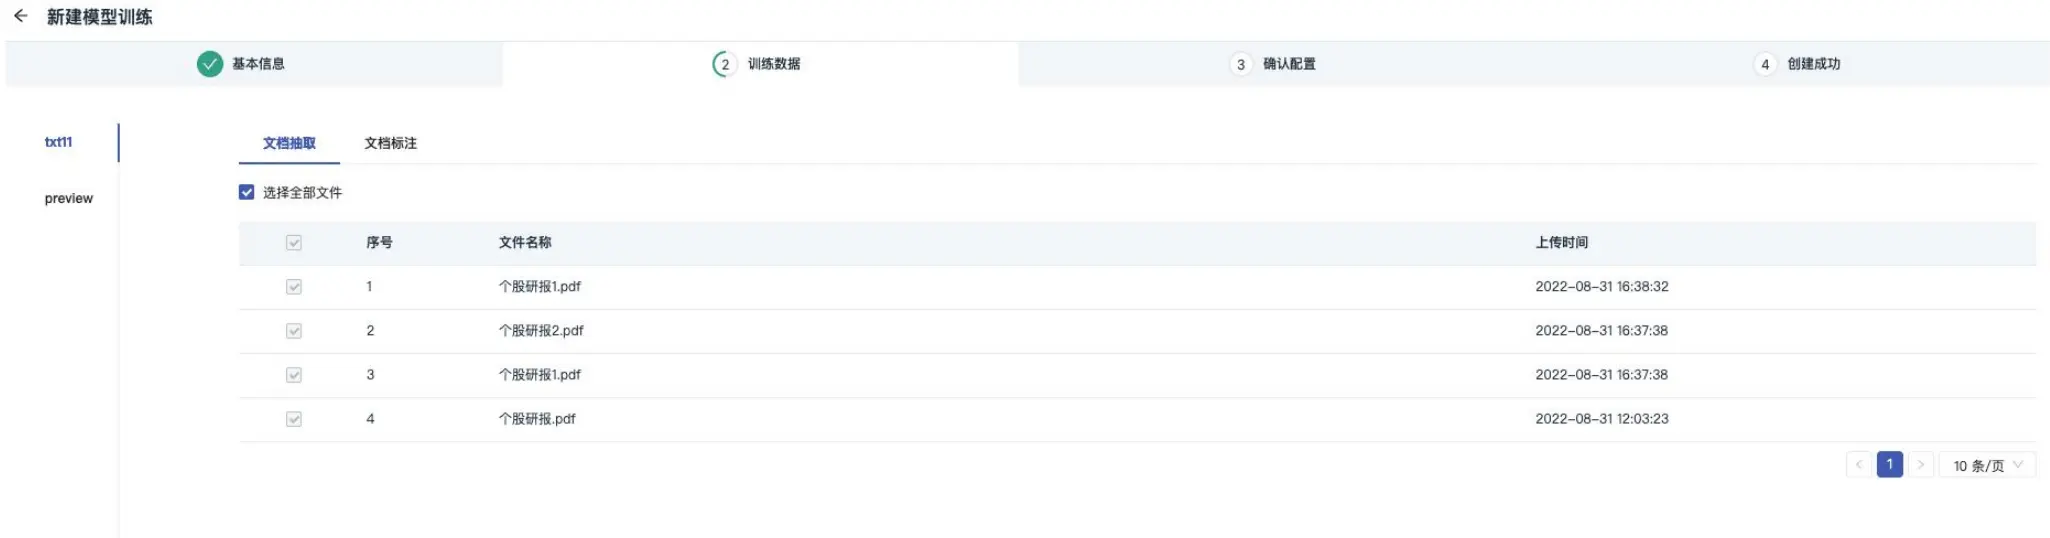 新建模型训练
基本信息 2 训练数据 3 确认配置 4 创建成功
txt11
preview
文档抽取 文档标注
选择全部文件
序号 文件名称 上传时间
1 个股研报1.pdf 2022-08-31 16:38:32
2 个股研报2.pdf 2022-08-31 16:37:38
3 个股研报1.pdf 2022-08-31 16:37:38
4 个股研报.pdf 2022-08-31 12:03:23
< 1 > 10 条/页